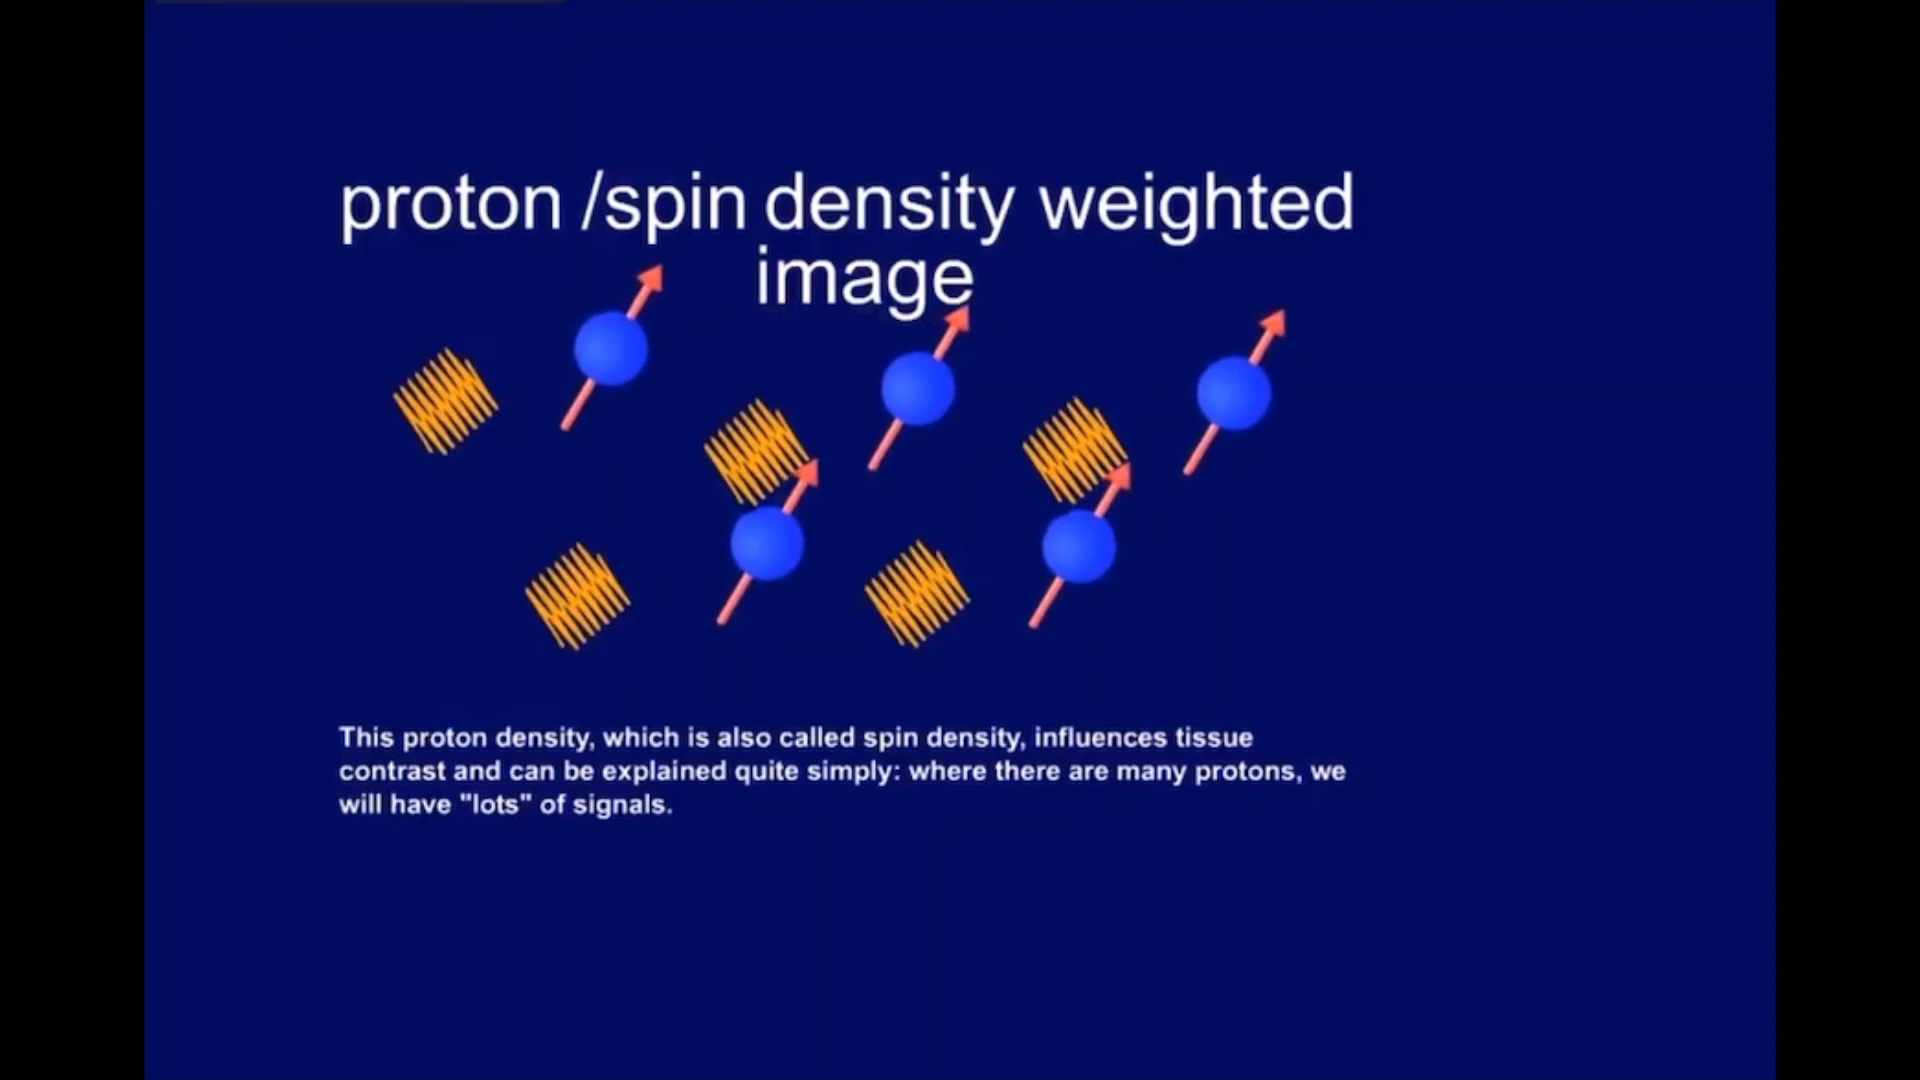 proton /spin density weighted
image
This proton density, which is also called spin density, influences tissue
contrast and can be explained quite simply: where there are many protons, we
will have "lots" of signals.